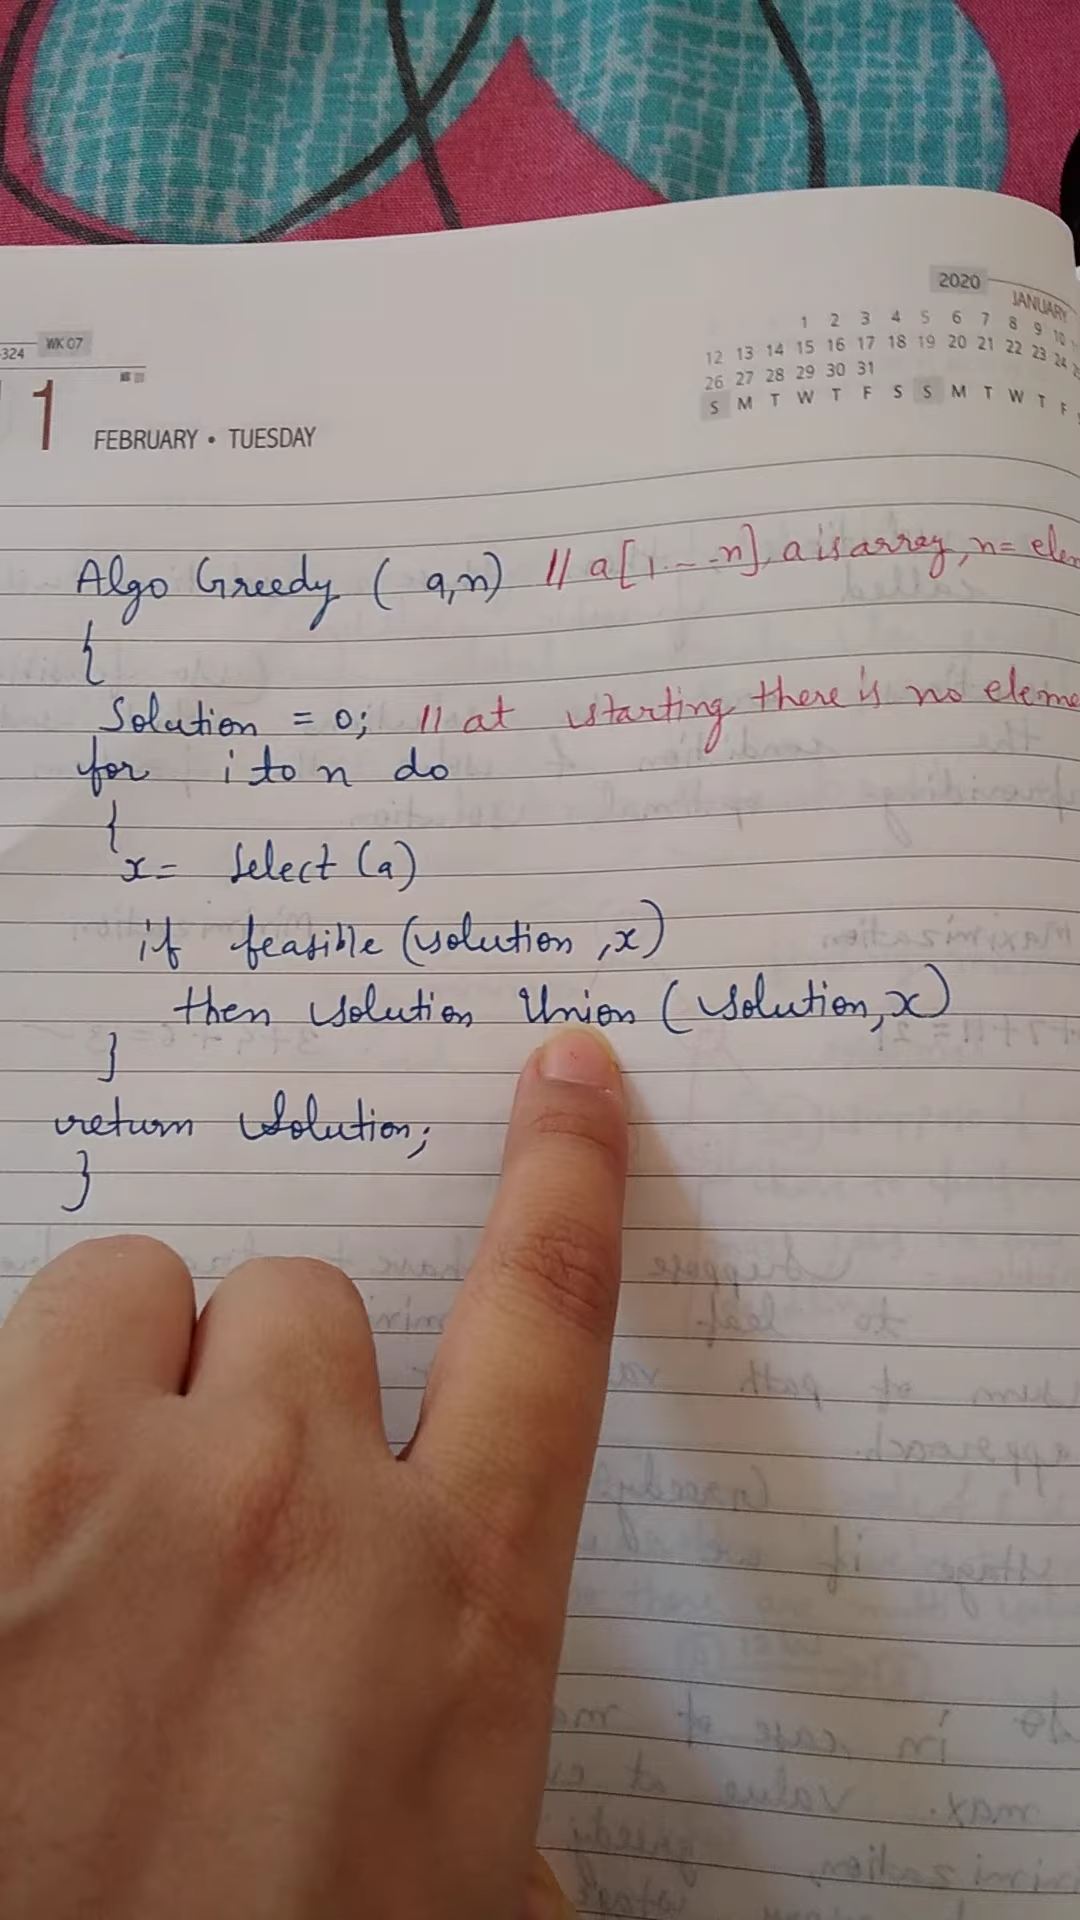 2020
JANUARY
1 2 3 4 5 6 7 8 9 10
12 13 14 15 16 17 18 19 20 21 22 23 24
26 27 28 29 30 31
S M T W T F S S M T W T F
324 WK 07
1 FEBRUARY • TUESDAY
Algo Greedy ( a,n) // a[1---n], a is array, n= elem
{
Solution = 0; // at starting there is no eleme
for i to n do
{
x= Select (a)
if feasible (solution ,x)
then solution Union ( solution, x)
}
return Solution;
}